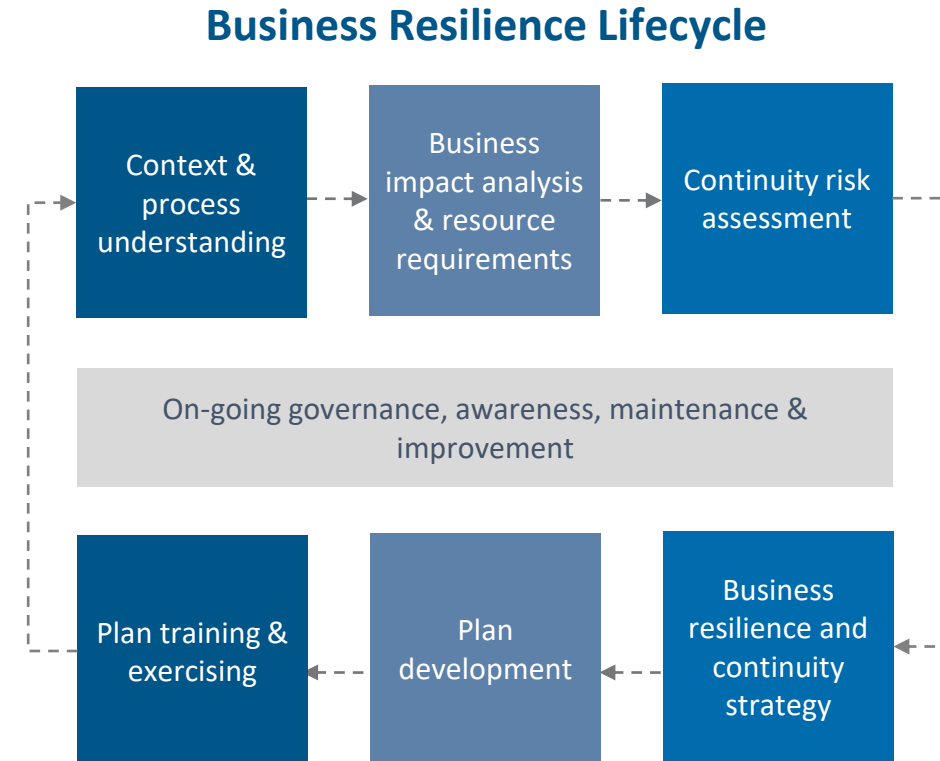 Business Resilience Lifecycle
Context &
process
understanding
Business
impact analysis
& resource
requirements
Continuity risk
assessment
On-going governance, awareness, maintenance &
improvement
Plan training &
exercising
Plan
development
Business
resilience and
continuity
strategy